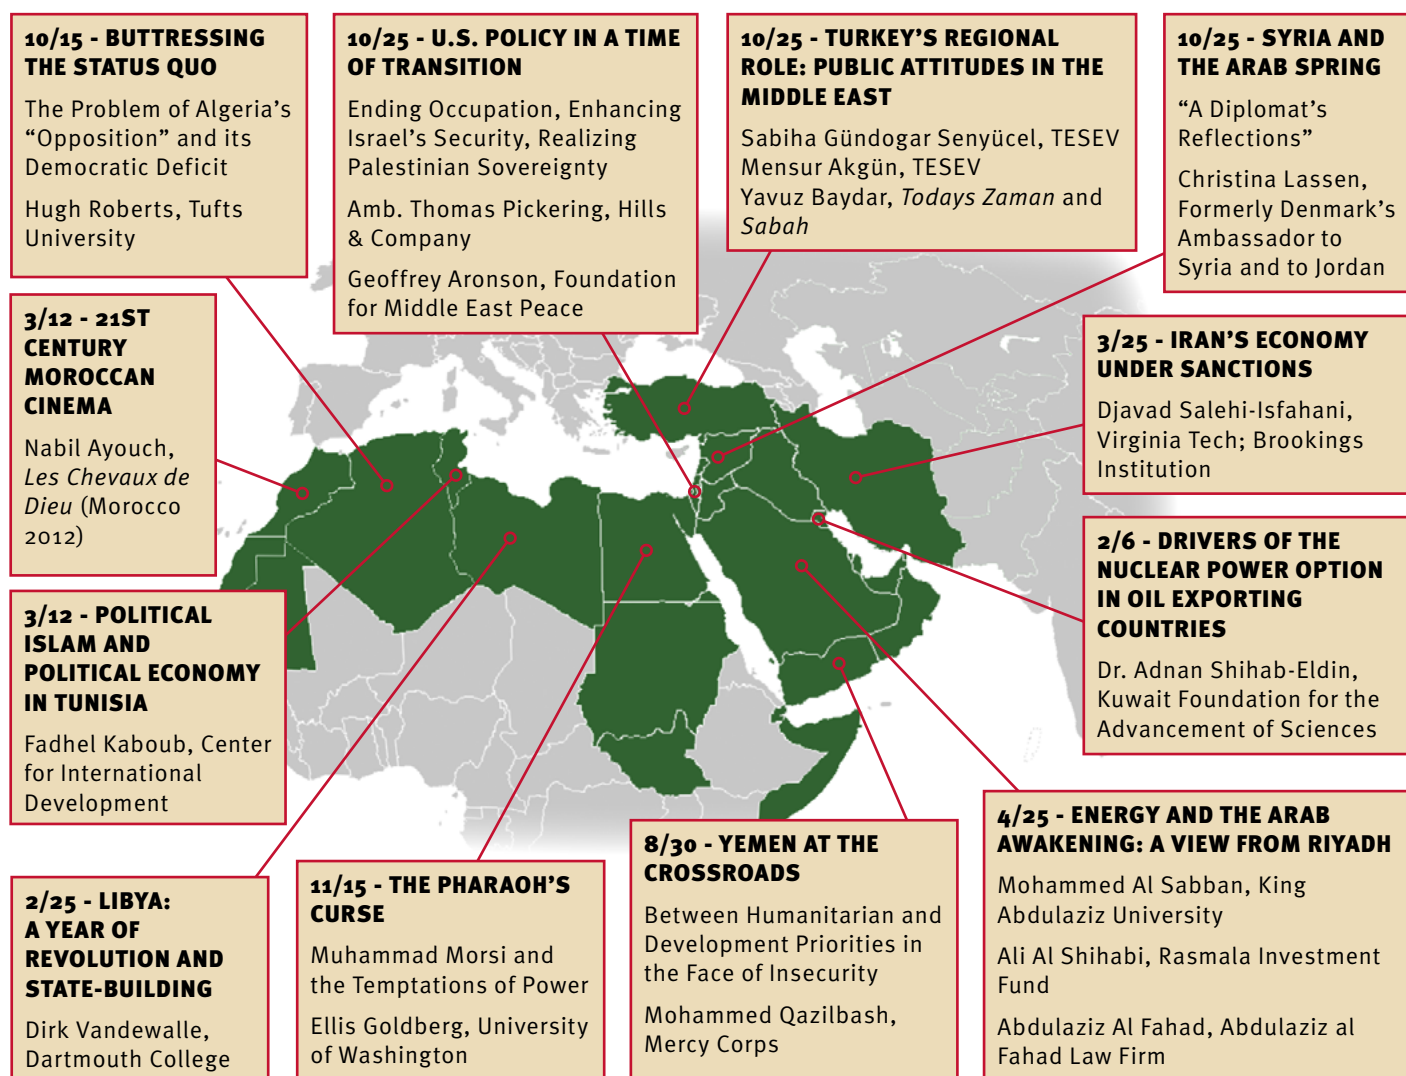 10/15 - BUTTRESSING
THE STATUS QUO
The Problem of Algeria’s
“Opposition” and its
Democratic Deficit
Hugh Roberts, Tufts
University
10/25 - U.S. POLICY IN A TIME
OF TRANSITION
Ending Occupation, Enhancing
Israel’s Security, Realizing
Palestinian Sovereignty
Amb. Thomas Pickering, Hills
& Company
Geoffrey Aronson, Foundation
for Middle East Peace
10/25 - TURKEY’S REGIONAL
ROLE: PUBLIC ATTITUDES IN THE
MIDDLE EAST
Sabiha Gündogar Senyücel, TESEV
Mensur Akgün, TESEV
Yavuz Baydar, Todays Zaman and
Sabah
10/25 - SYRIA AND
THE ARAB SPRING
“A Diplomat’s
Reflections”
Christina Lassen,
Formerly Denmark’s
Ambassador to
Syria and to Jordan
3/12 - 21ST
CENTURY
MOROCCAN
CINEMA
Nabil Ayouch,
Les Chevaux de
Dieu (Morocco
2012)
3/25 - IRAN’S ECONOMY
UNDER SANCTIONS
Djavad Salehi-Isfahani,
Virginia Tech; Brookings
Institution
2/6 - DRIVERS OF THE
NUCLEAR POWER OPTION
IN OIL EXPORTING
COUNTRIES
Dr. Adnan Shihab-Eldin,
Kuwait Foundation for the
Advancement of Sciences
3/12 - POLITICAL
ISLAM AND
POLITICAL ECONOMY
IN TUNISIA
Fadhel Kaboub, Center
for International
Development
2/25 - LIBYA:
A YEAR OF
REVOLUTION AND
STATE-BUILDING
Dirk Vandewalle,
Dartmouth College
11/15 - THE PHARAOH’S
CURSE
Muhammad Morsi and
the Temptations of Power
Ellis Goldberg, University
of Washington
8/30 - YEMEN AT THE
CROSSROADS
Between Humanitarian and
Development Priorities in
the Face of Insecurity
Mohammed Qazilbash,
Mercy Corps
4/25 - ENERGY AND THE ARAB
AWAKENING: A VIEW FROM RIYADH
Mohammed Al Sabban, King
Abdulaziz University
Ali Al Shihabi, Rasmala Investment
Fund
Abdulaziz Al Fahad, Abdulaziz al
Fahad Law Firm